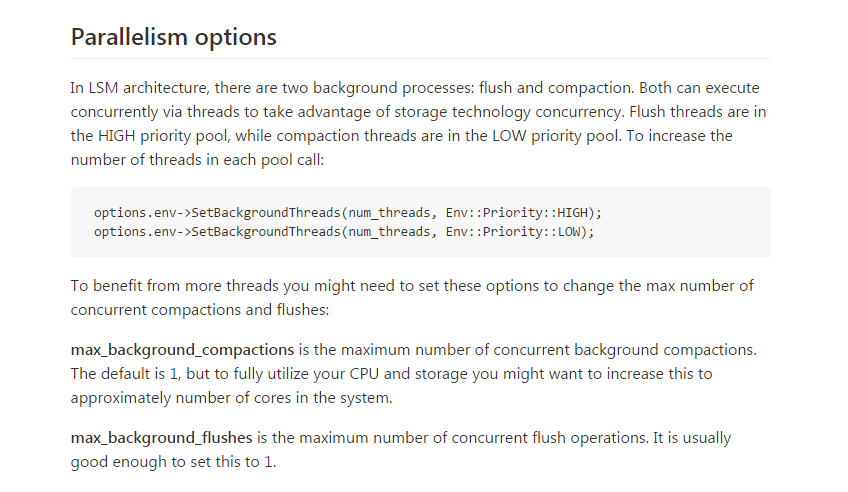 Parallelism options
In LSM architecture, there are two background processes: flush and compaction. Both can execute
concurrently via threads to take advantage of storage technology concurrency. Flush threads are in
the HIGH priority pool, while compaction threads are in the LOW priority pool. To increase the
number of threads in each pool call:
options.env->SetBackgroundThreads(num_threads, Env::Priority::HIGH);
options.env->SetBackgroundThreads(num_threads, Env::Priority::LOW);
To benefit from more threads you might need to set these options to change the max number of
concurrent compactions and flushes:
max_background_compactions is the maximum number of concurrent background compactions.
The default is 1, but to fully utilize your CPU and storage you might want to increase this to
approximately number of cores in the system.
max_background_flushes is the maximum number of concurrent flush operations. It is usually
good enough to set this to 1.